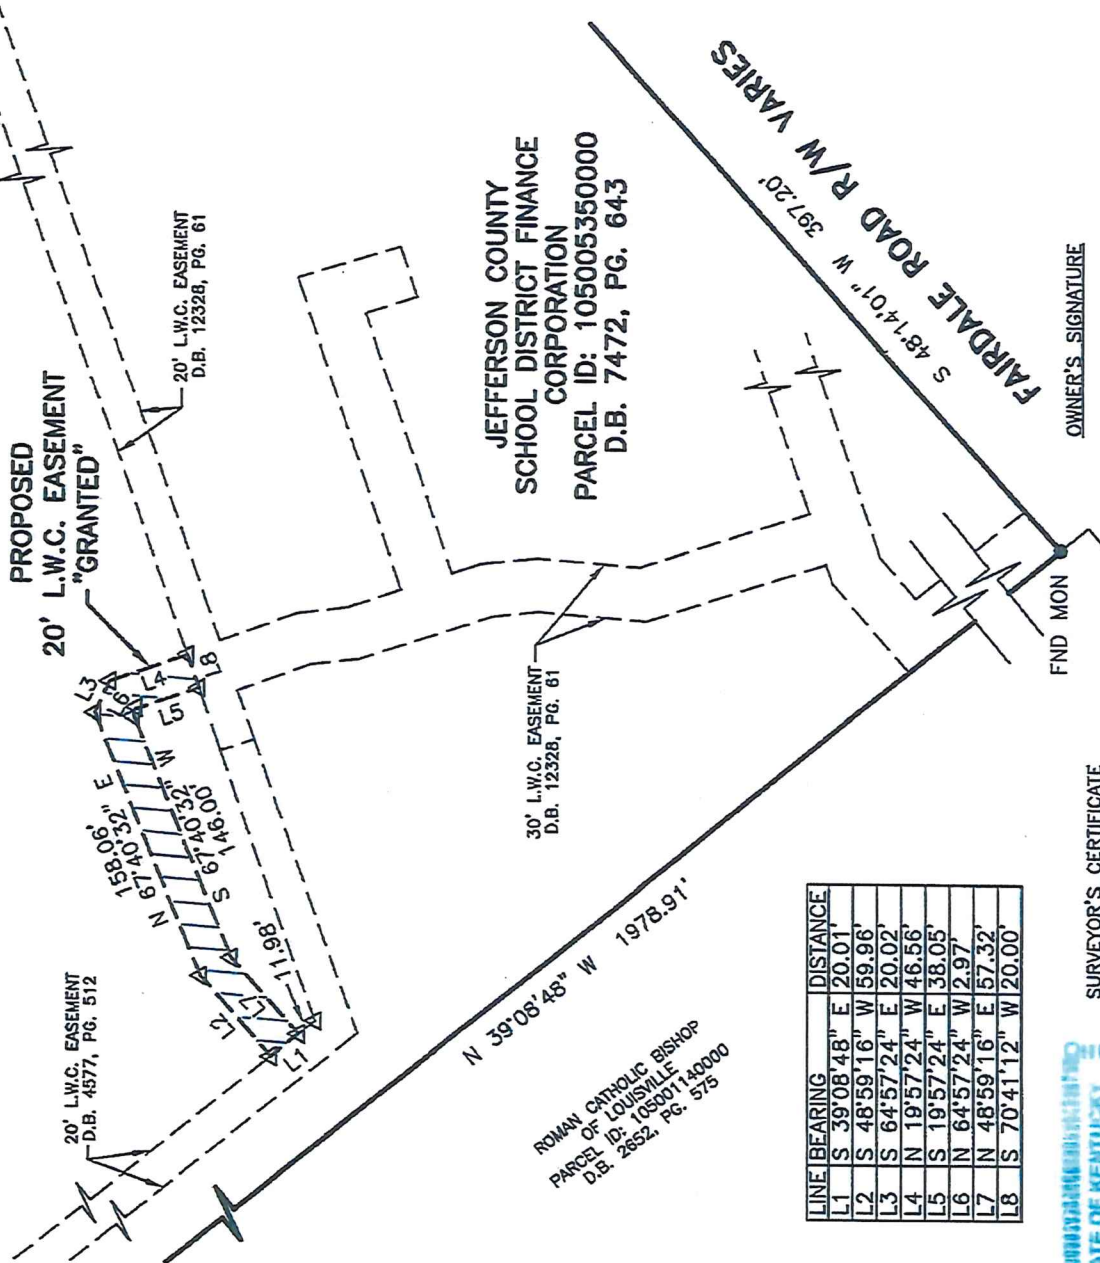 PROPOSED
20' L.W.C. EASEMENT
"GRANTED"
20' L.W.C. EASEMENT
D.B. 12328, PG. 61
20' L.W.C. EASEMENT
D.B. 4577, PG. 512
158.06'
N 67°40'32" E
S 67°40'32" W
146.00'
11.98'
L1
L2
L3
L4
L5
L6
L7
L8
JEFFERSON COUNTY
SCHOOL DISTRICT FINANCE
CORPORATION
PARCEL ID: 105005350000
D.B. 7472, PG. 643
S 48°14'01" W 397.20'
FAIRDALE ROAD R/W VARIES
30' L.W.C. EASEMENT
D.B. 12328, PG. 61
N 39°08'48" W 1978.91'
ROMAN CATHOLIC BISHOP
OF LOUISVILLE
PARCEL ID: 105001140000
D.B. 2652, PG. 575
FND MON
OWNER'S SIGNATURE
LINE BEARING DISTANCE
L1 S 39°08'48" E 20.01'
L2 S 48°59'16" W 59.96'
L3 S 64°57'24" E 20.02'
L4 N 19°57'24" W 46.56'
L5 S 19°57'24" E 38.05'
L6 N 64°57'24" W 2.97'
L7 N 48°59'16" E 57.32'
L8 S 70°41'12" W 20.00'
SURVEYOR'S CERTIFICATE
OF KENTUCKY